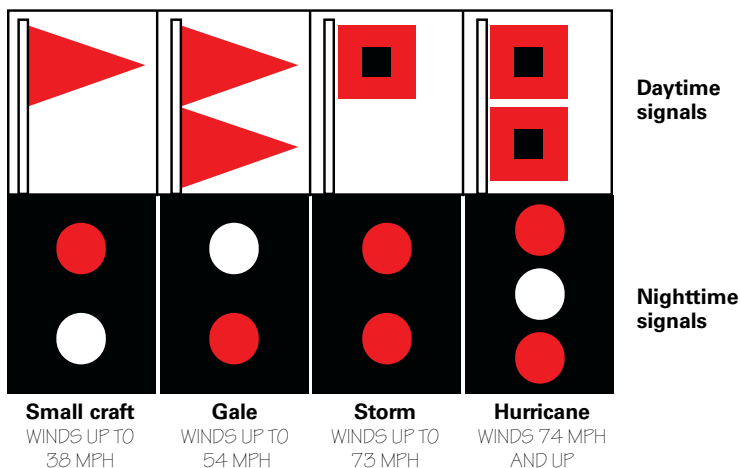 Daytime
signals
Nighttime
signals
Small craft
WINDS UP TO
38 MPH
Gale
WINDS UP TO
54 MPH
Storm
WINDS UP TO
73 MPH
Hurricane
WINDS 74 MPH
AND UP